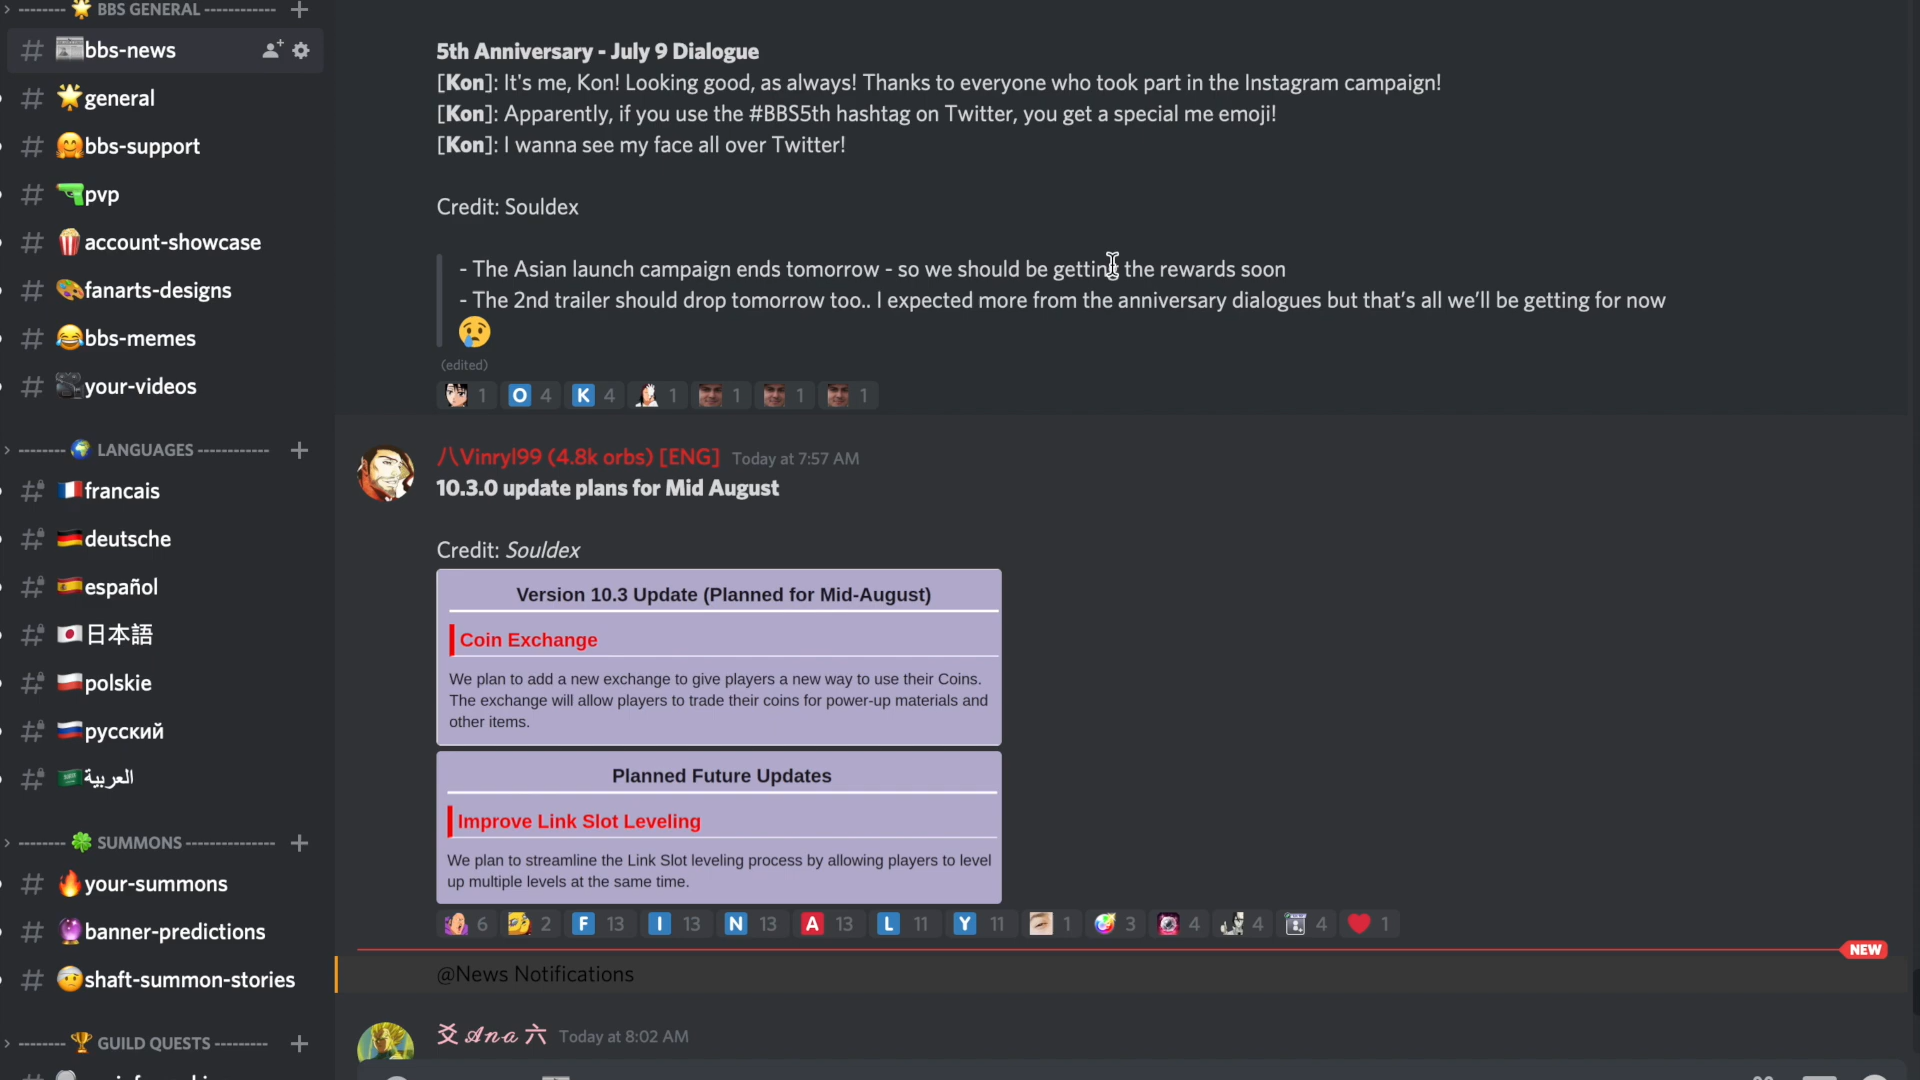 BBS GENERAL
bbs-news
general
bbs-support
pvp
account-showcase
fanarts-designs
bbs-memes
your-videos
LANGUAGES
francais
deutsche
español
日本語
polskie
русский
العربية
SUMMONS
your-summons
banner-predictions
shaft-summon-stories
GUILD QUESTS
5th Anniversary - July 9 Dialogue
[Kon]: It's me, Kon! Looking good, as always! Thanks to everyone who took part in the Instagram campaign!
[Kon]: Apparently, if you use the #BBS5th hashtag on Twitter, you get a special me emoji!
[Kon]: I wanna see my face all over Twitter!
Credit: Souldex
- The Asian launch campaign ends tomorrow - so we should be getting the rewards soon
- The 2nd trailer should drop tomorrow too.. I expected more from the anniversary dialogues but that's all we'll be getting for now
😢
(edited)
1 O 4 K 4 1 1 1 1
八Vinryl99 (4.8k orbs) [ENG] Today at 7:57 AM
10.3.0 update plans for Mid August
Credit: Souldex
Version 10.3 Update (Planned for Mid-August)
Coin Exchange
We plan to add a new exchange to give players a new way to use their Coins.
The exchange will allow players to trade their coins for power-up materials and
other items.
Planned Future Updates
Improve Link Slot Leveling
We plan to streamline the Link Slot leveling process by allowing players to level
up multiple levels at the same time.
6 2 F 13 I 13 N 13 A 13 L 11 Y 11 1 3 4 4 4 1
NEW
@News Notifications
爻 𝒜𝓃𝒶 六 Today at 8:02 AM